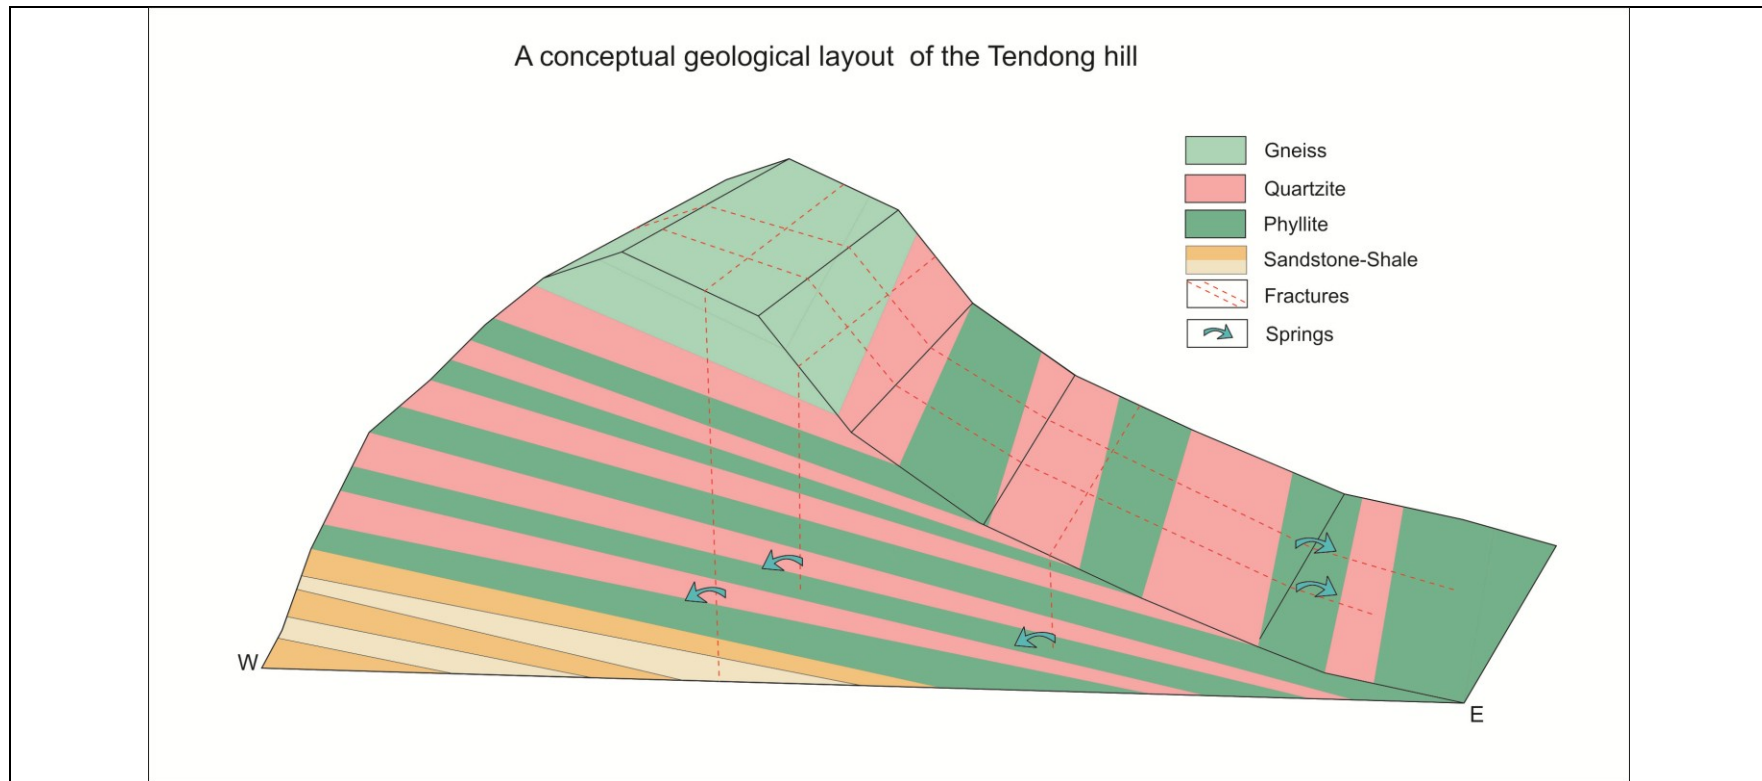 A conceptual geological layout of the Tendong hill
Gneiss
Quartzite
Phyllite
Sandstone-Shale
Fractures
Springs
W
E